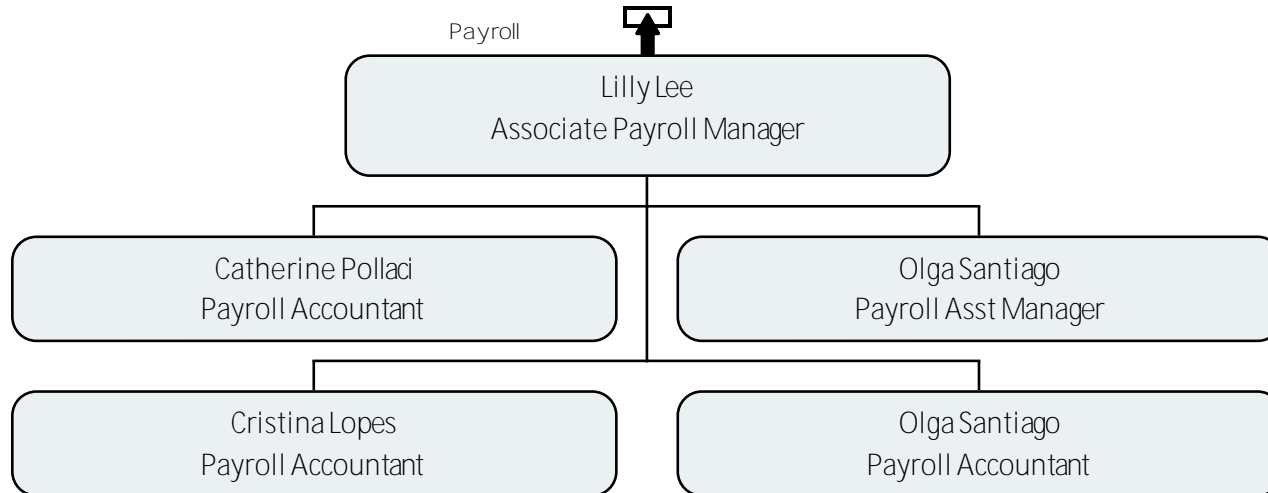 Payroll
Lilly Lee
Associate Payroll Manager
Catherine Pollaci
Payroll Accountant
Olga Santiago
Payroll Asst Manager
Cristina Lopes
Payroll Accountant
Olga Santiago
Payroll Accountant